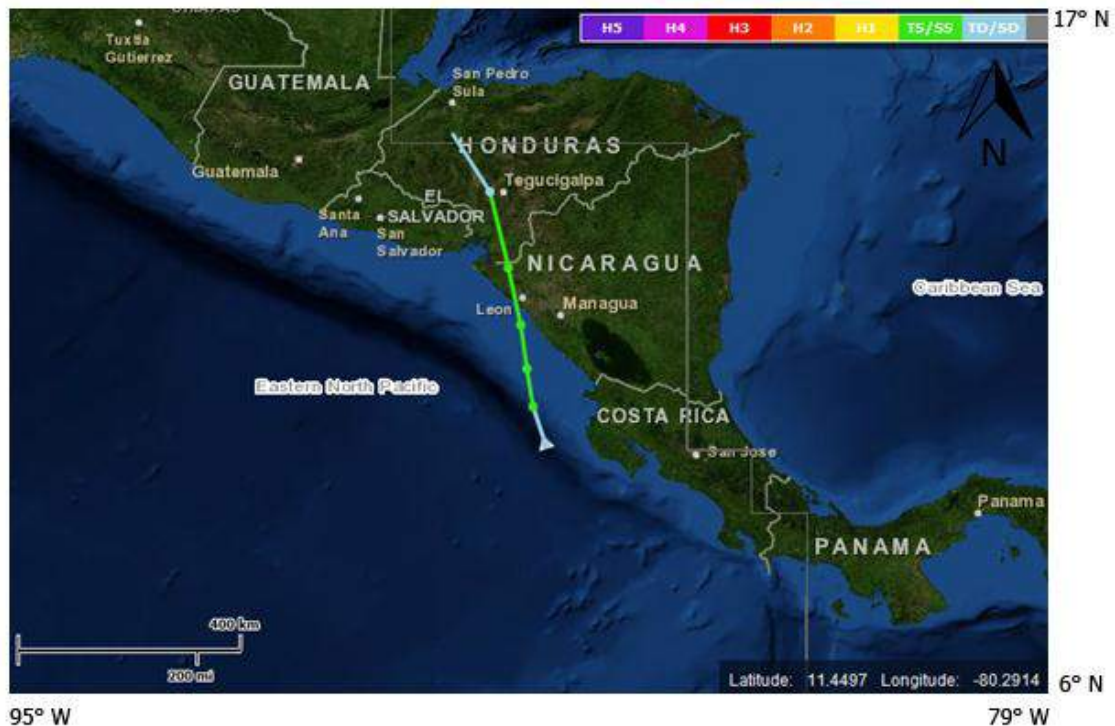 CHIAPAS
17° N
H5 H4 H3 H2 H1 TS/SS TD/SD
Tuxtla
Gutierrez
San Pedro
Sula
GUATEMALA
N
HONDURAS
Guatemala
Tegucigalpa
EL
SALVADOR
Santa
Ana
San
Salvador
NICARAGUA
Caribbean Sea
Leon
Managua
Eastern North Pacific
COSTA RICA
San Jose
Panama
PANAMA
400 km
200 mi
Latitude: 11.4497 Longitude: -80.2914
6° N
95° W
79° W